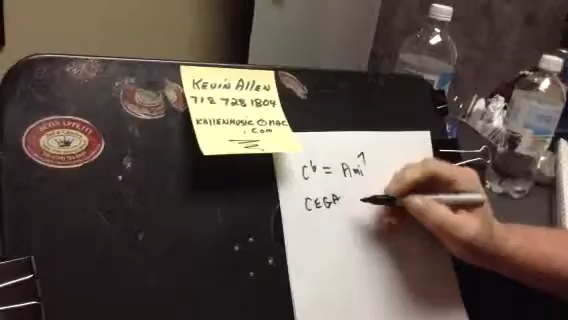 KEVIN ALLEN
718 728 1804
KALLENMUSIC@MAC
.COM
C6 = Ami7
CEGA